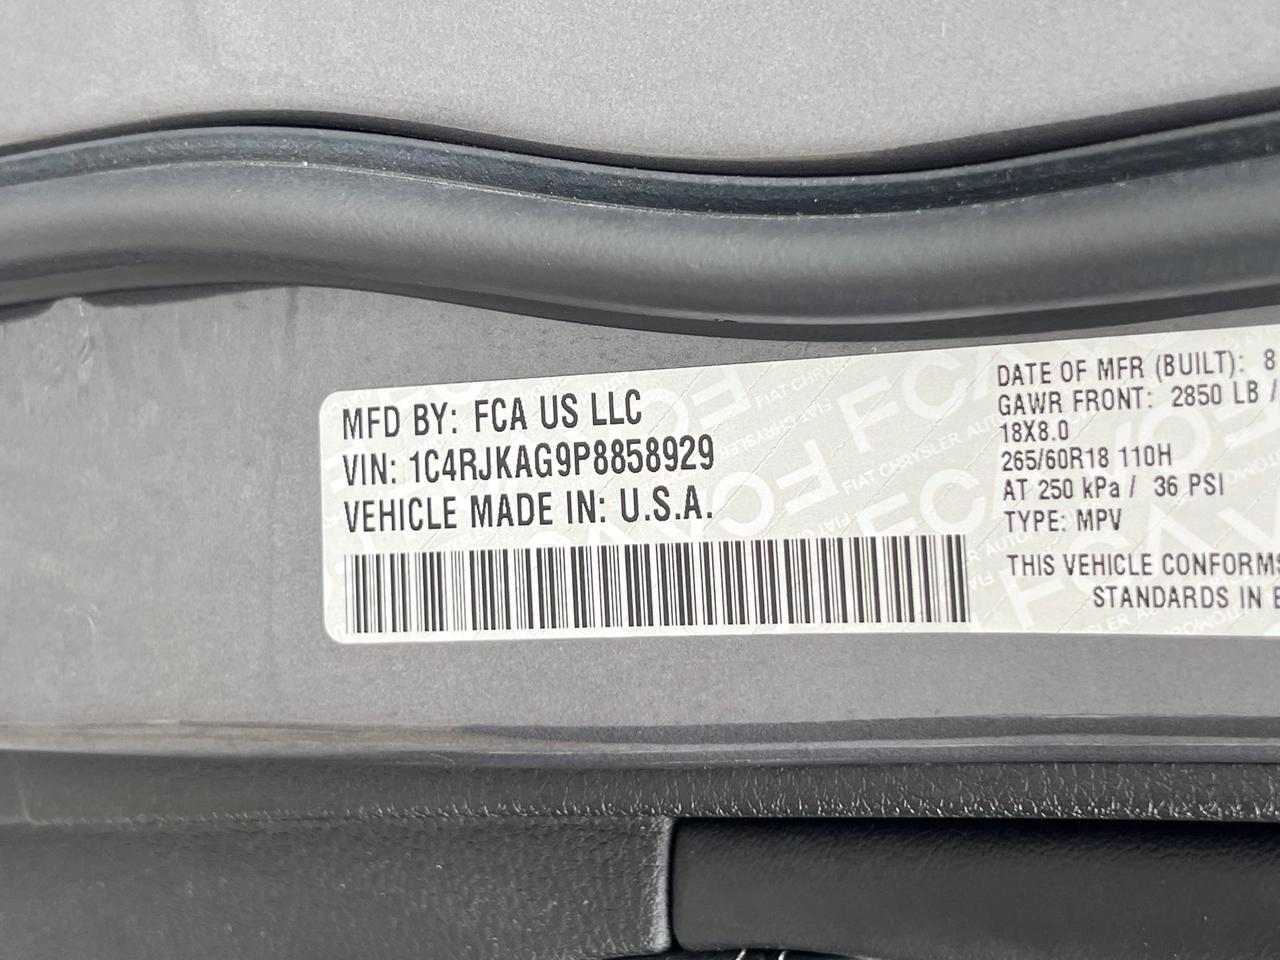 MFD BY: FCA US LLC
VIN: 1C4RJKAG9P8858929
VEHICLE MADE IN: U.S.A.
DATE OF MFR (BUILT): 8
GAWR FRONT: 2850 LB /
18X8.0
265/60R18 110H
AT 250 kPa / 36 PSI
TYPE: MPV
THIS VEHICLE CONFORMS
STANDARDS IN